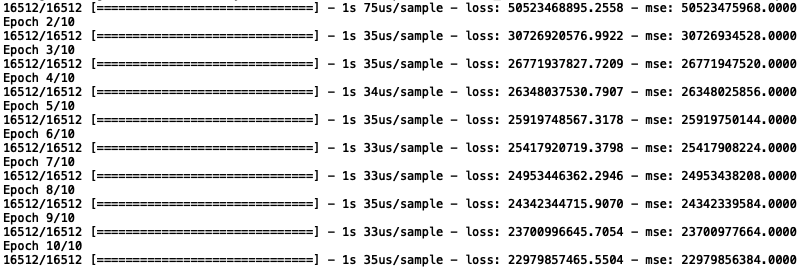 16512/16512 [==============================] - 1s 75us/sample - loss: 50523468895.2558 - mse: 50523475968.0000
Epoch 2/10
16512/16512 [==============================] - 1s 35us/sample - loss: 30726920576.9922 - mse: 30726934528.0000
Epoch 3/10
16512/16512 [==============================] - 1s 35us/sample - loss: 26771937827.7209 - mse: 26771947520.0000
Epoch 4/10
16512/16512 [==============================] - 1s 34us/sample - loss: 26348037530.7907 - mse: 26348025856.0000
Epoch 5/10
16512/16512 [==============================] - 1s 35us/sample - loss: 25919748567.3178 - mse: 25919750144.0000
Epoch 6/10
16512/16512 [==============================] - 1s 33us/sample - loss: 25417920719.3798 - mse: 25417908224.0000
Epoch 7/10
16512/16512 [==============================] - 1s 33us/sample - loss: 24953446362.2946 - mse: 24953438208.0000
Epoch 8/10
16512/16512 [==============================] - 1s 35us/sample - loss: 24342344715.9070 - mse: 24342339584.0000
Epoch 9/10
16512/16512 [==============================] - 1s 33us/sample - loss: 23700996645.7054 - mse: 23700977664.0000
Epoch 10/10
16512/16512 [==============================] - 1s 35us/sample - loss: 22979857465.5504 - mse: 22979856384.0000